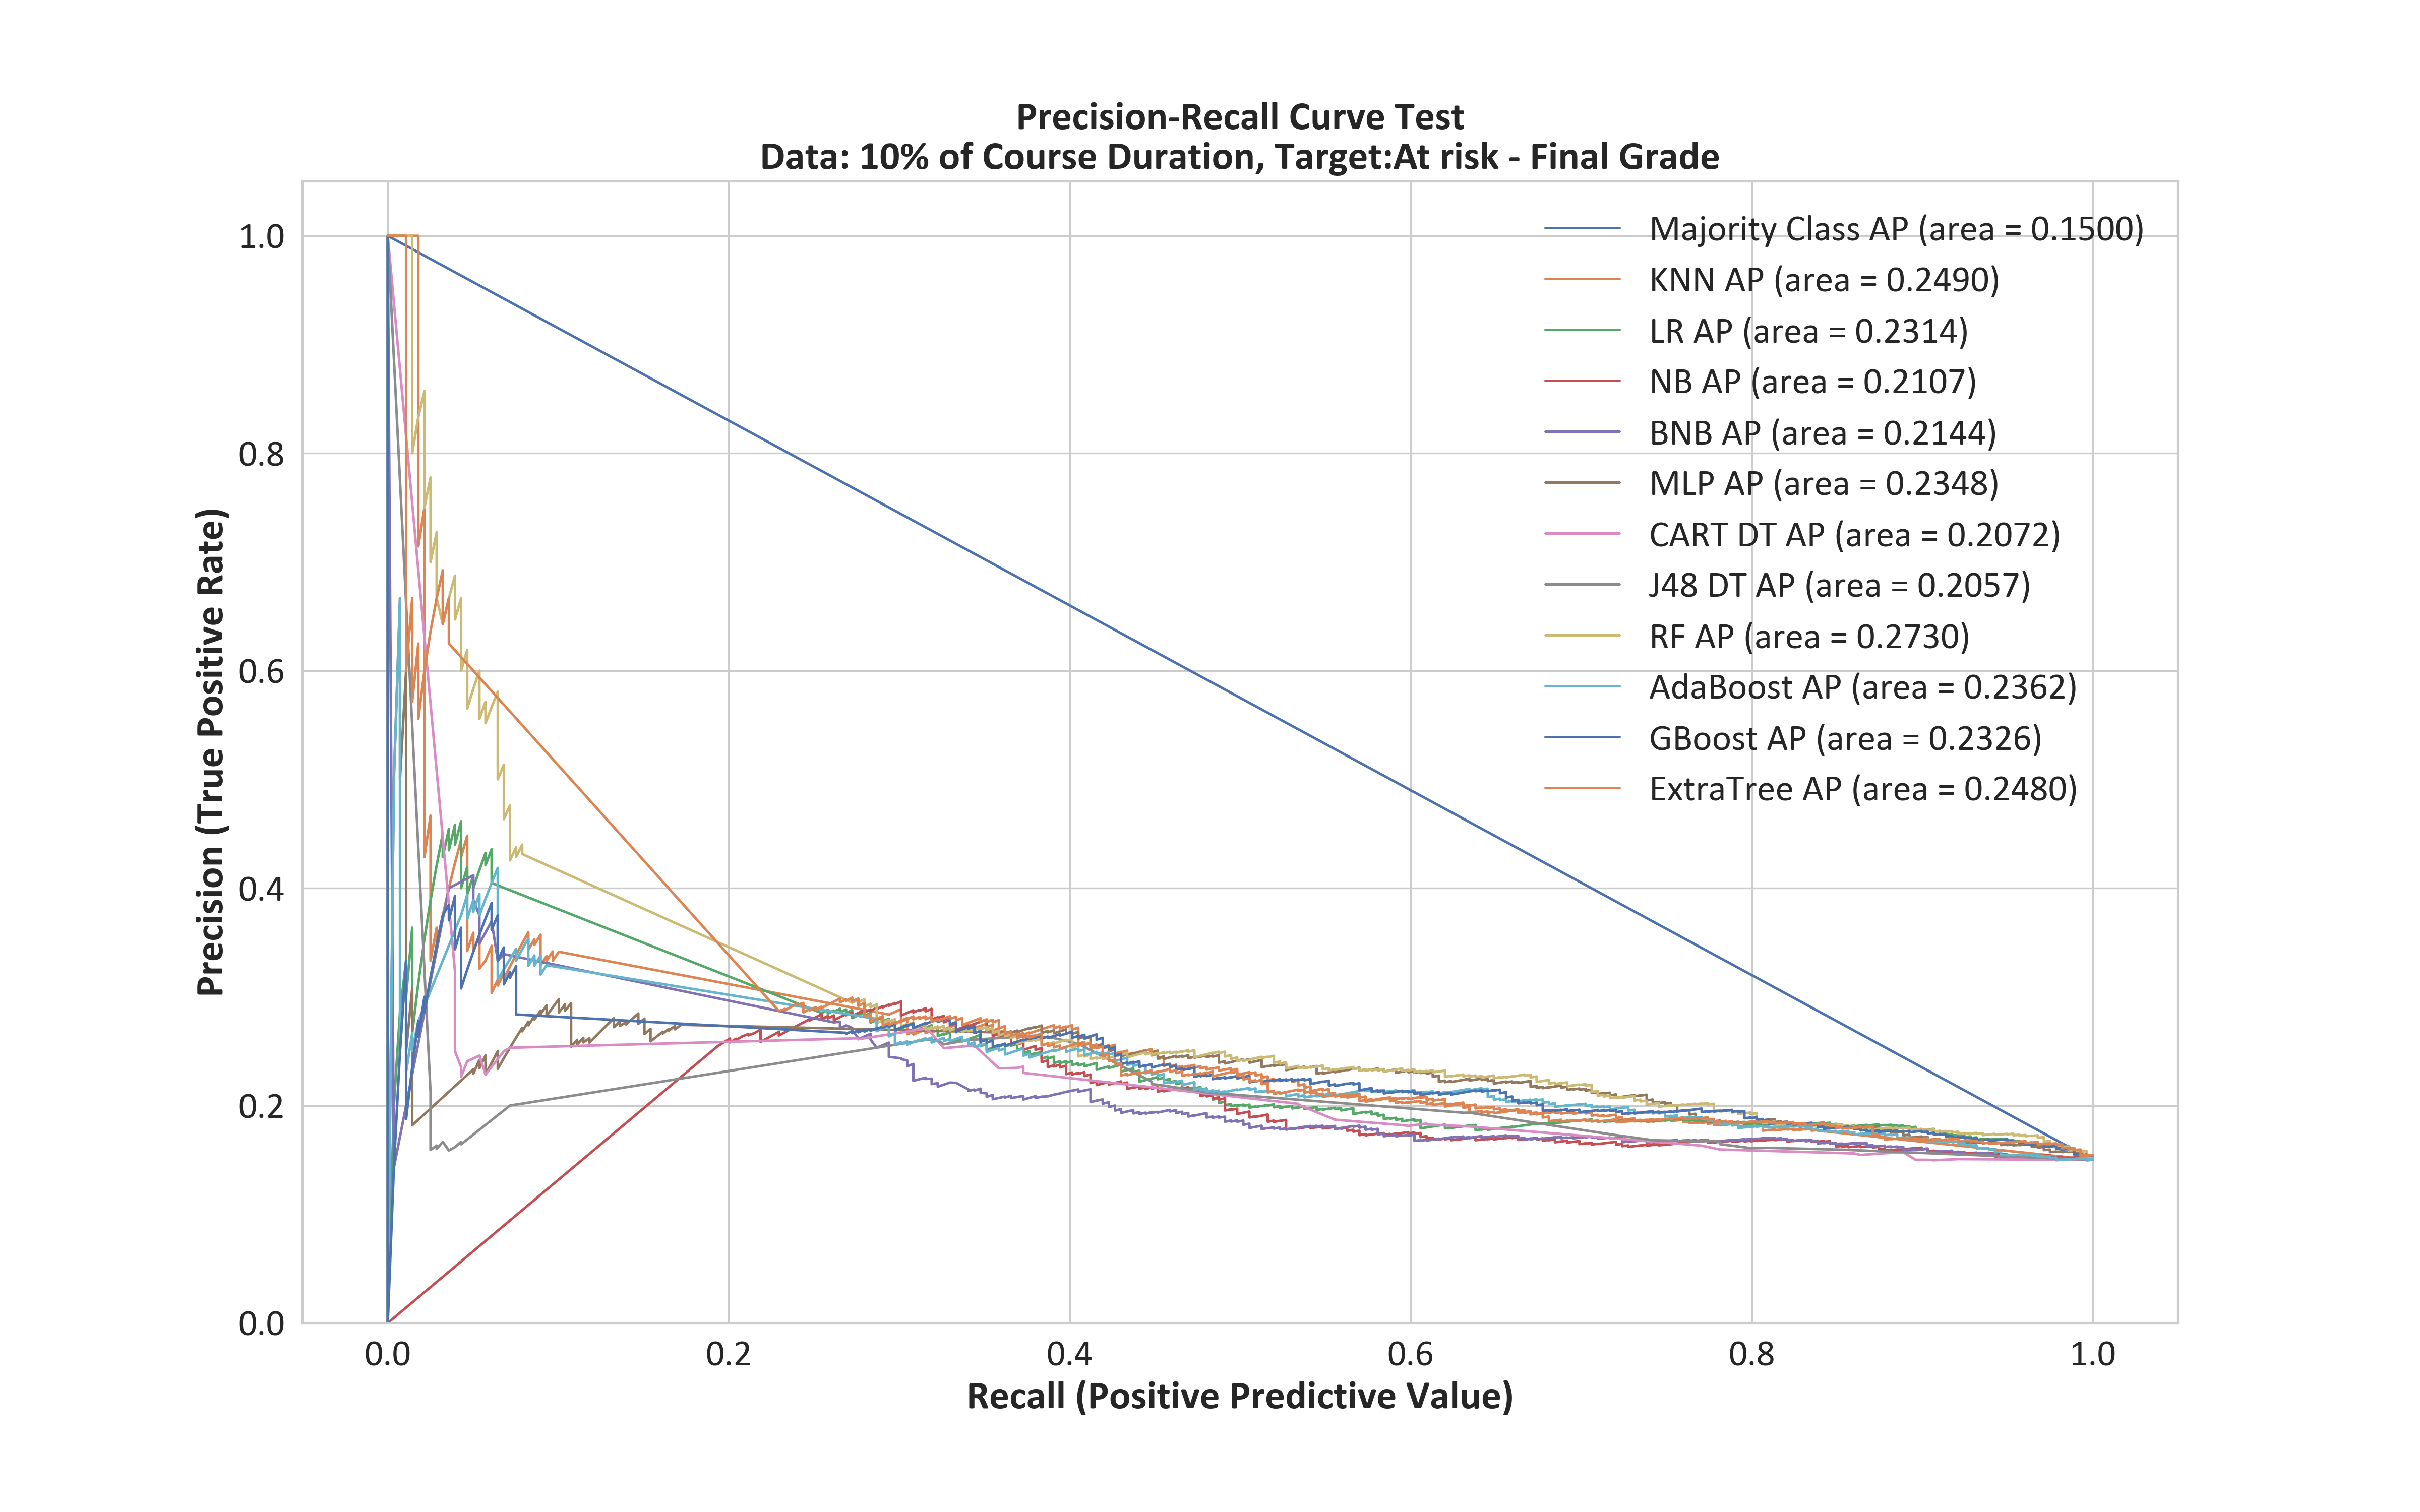 Precision-Recall Curve Test
Data: 10% of Course Duration, Target:At risk - Final Grade
Majority Class AP (area = 0.1500)
KNN AP (area = 0.2490)
LR AP (area = 0.2314)
NB AP (area = 0.2107)
BNB AP (area = 0.2144)
MLP AP (area = 0.2348)
CART DT AP (area = 0.2072)
J48 DT AP (area = 0.2057)
RF AP (area = 0.2730)
AdaBoost AP (area = 0.2362)
GBoost AP (area = 0.2326)
ExtraTree AP (area = 0.2480)
Precision (True Positive Rate)
1.0
0.8
0.6
0.4
0.2
0.0
0.0 0.2 0.4 0.6 0.8 1.0
Recall (Positive Predictive Value)